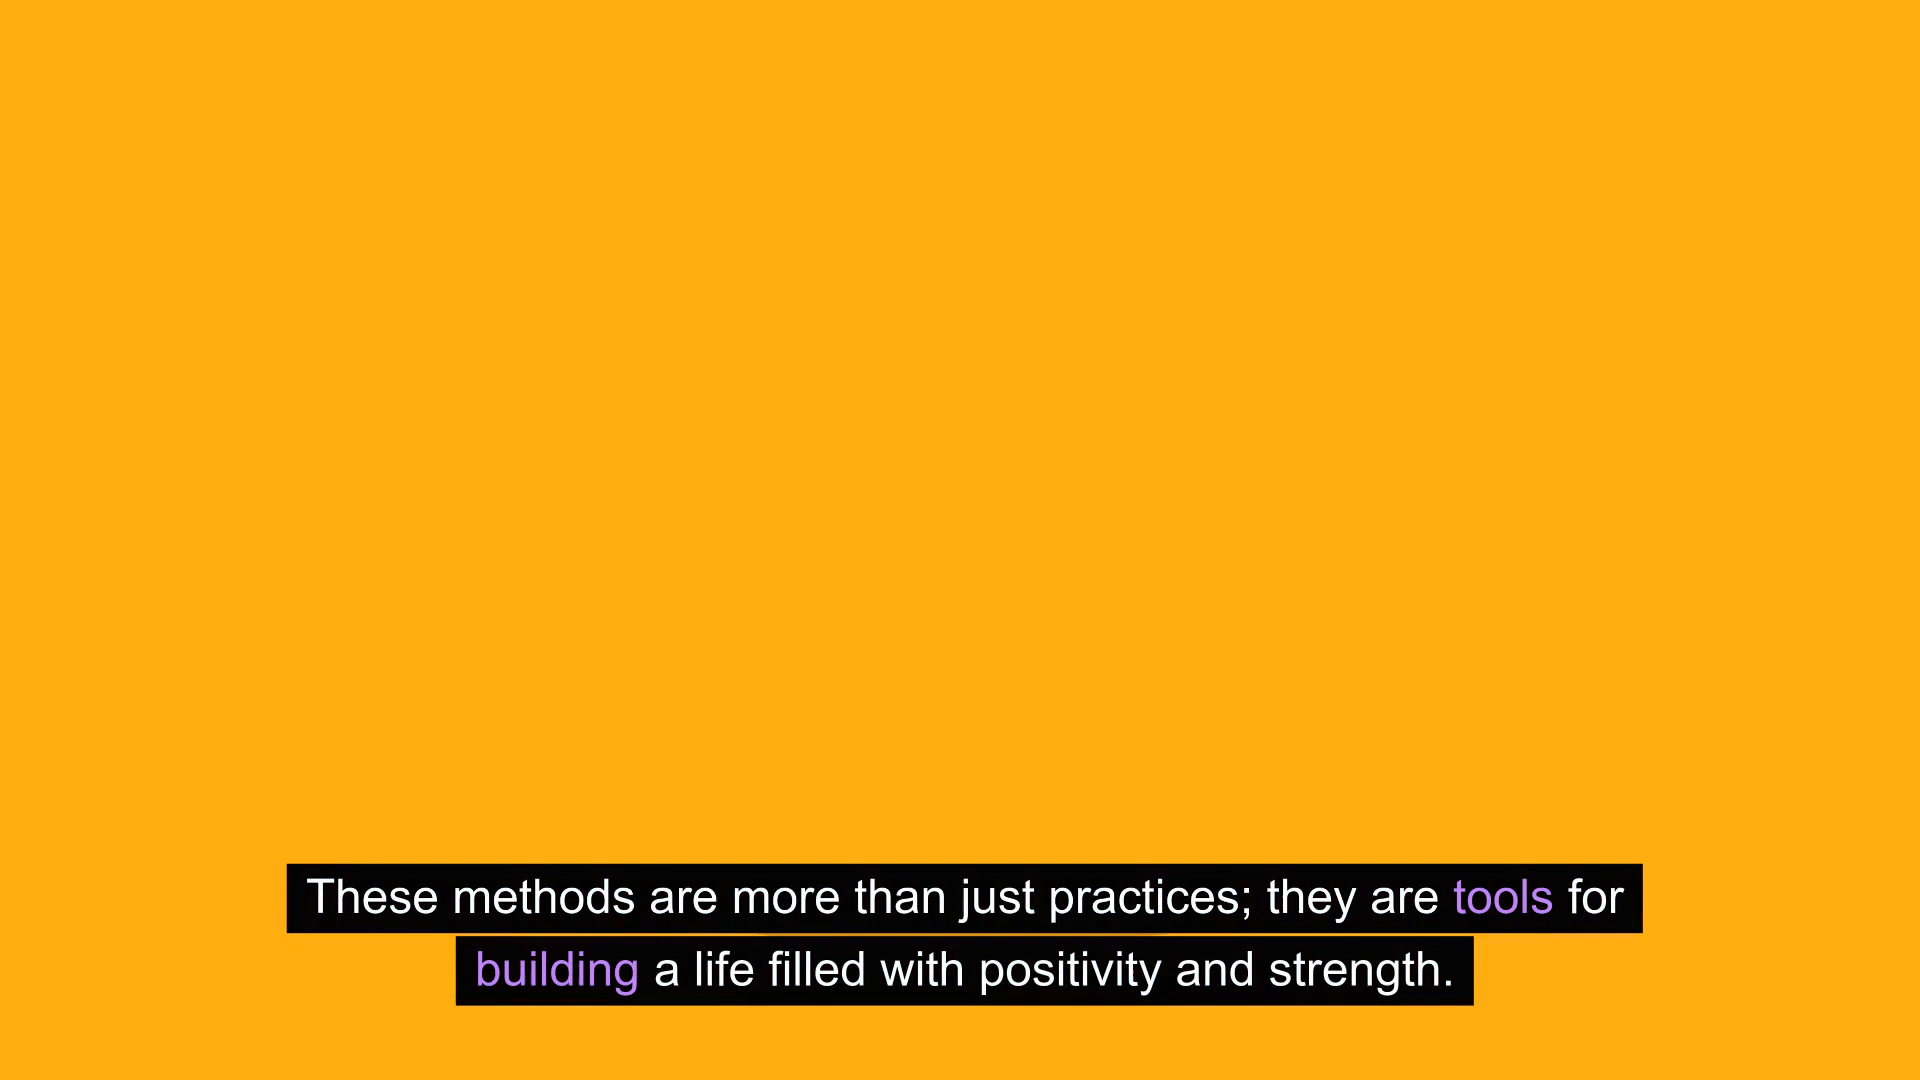 These methods are more than just practices; they are tools for
building a life filled with positivity and strength.